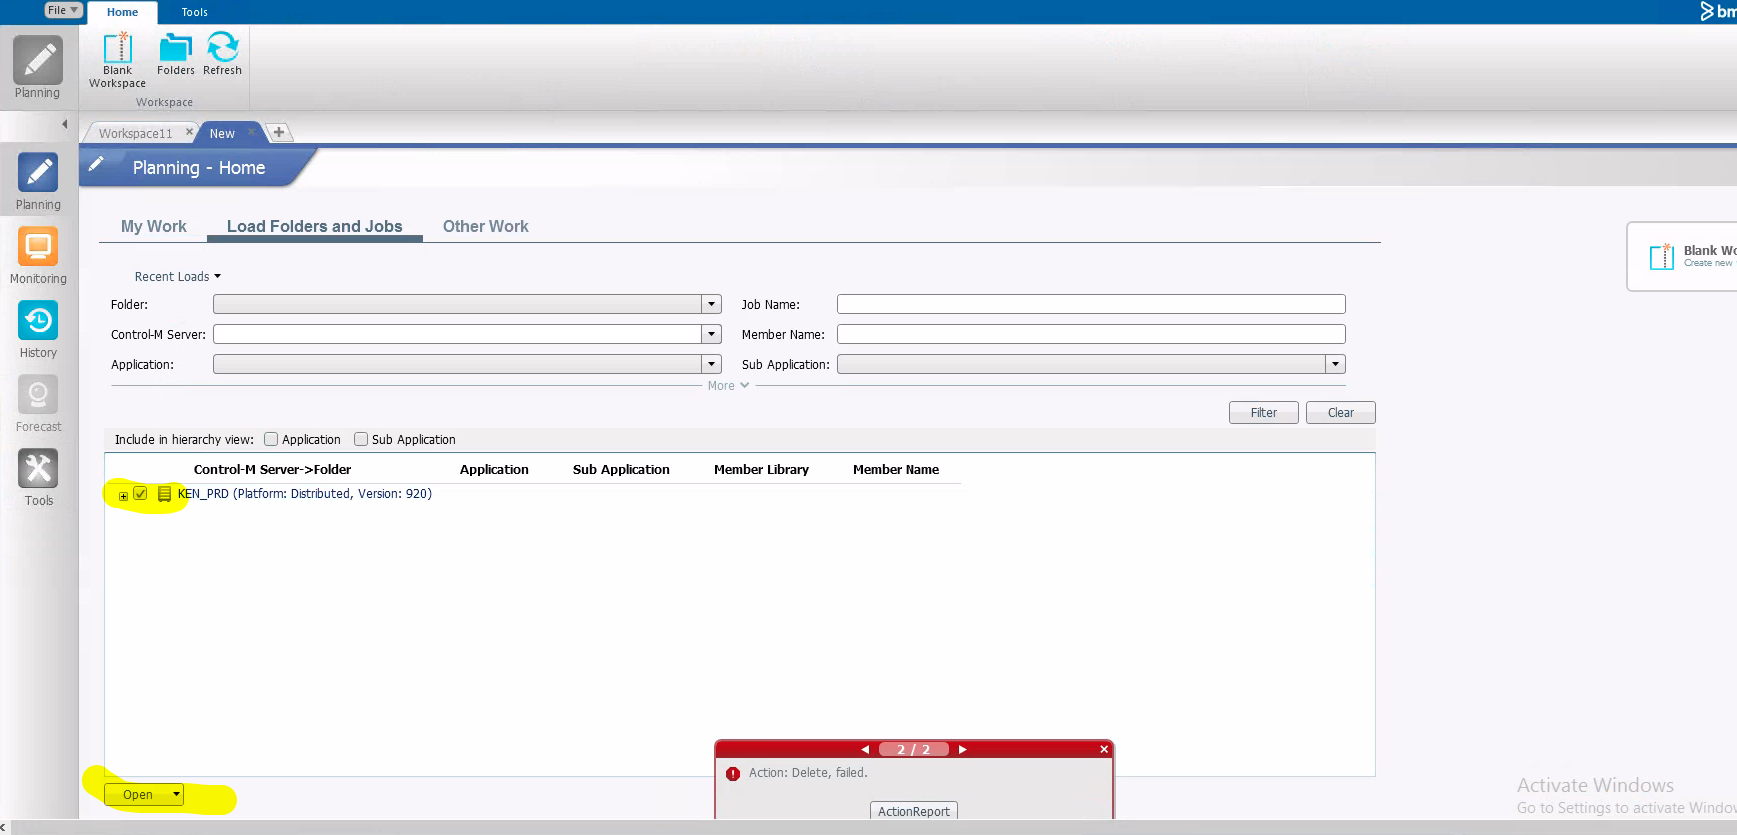 File
Home
Tools
Planning
Blank
Workspace
Folders
Refresh
Workspace
Workspace11
New
Planning - Home
Planning
Monitoring
History
Forecast
Tools
My Work
Load Folders and Jobs
Other Work
Recent Loads
Folder:
Job Name:
Control-M Server:
Member Name:
Application:
Sub Application:
More
Filter
Clear
Include in hierarchy view:
Application
Sub Application
Control-M Server->Folder
Application
Sub Application
Member Library
Member Name
KEN_PRD (Platform: Distributed, Version: 920)
Create new
2 / 2
Action: Delete, failed.
ActionReport
Open
Activate Windows
Go to Settings to activate